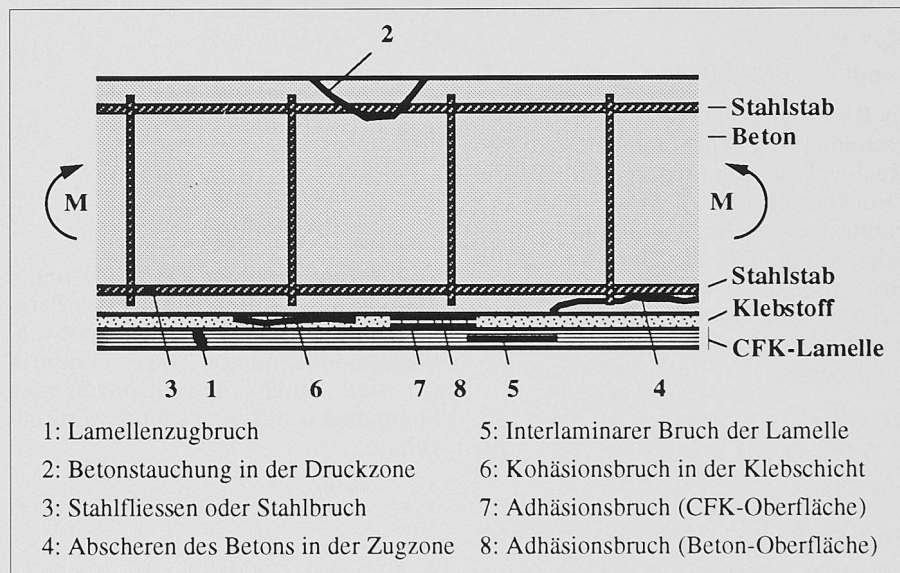 2
Stahlstab
Beton
M
M
Stahlstab
Klebstoff
CFK-Lamelle
3 1 6 7 8 5 4
1: Lamellenzugbruch
2: Betonstauchung in der Druckzone
3: Stahlfliessen oder Stahlbruch
4: Abscheren des Betons in der Zugzone
5: Interlaminarer Bruch der Lamelle
6: Kohäsionsbruch in der Klebschicht
7: Adhäsionsbruch (CFK-Oberfläche)
8: Adhäsionsbruch (Beton-Oberfläche)